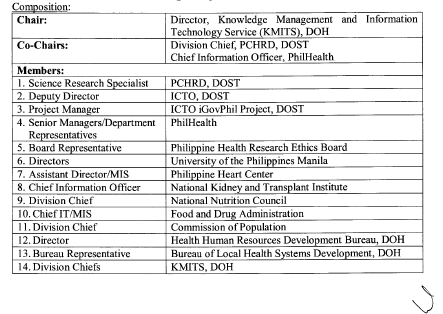 Composition:
Chair: Director, Knowledge Management and Information
Technology Service (KMITS), DOH
Co-Chairs: Division Chief, PCHRD, DOST
Chief Information Officer, PhilHealth
Members:
1. Science Research Specialist PCHRD, DOST
2. Deputy Director ICTO, DOST
3. Project Manager ICTO iGovPhil Project, DOST
4. Senior Managers/Department PhilHealth
Representatives
5. Board Representative Philippine Health Research Ethics Board
6. Directors University of the Philippines Manila
7. Assistant Director/MIS Philippine Heart Center
8. Chief Information Officer National Kidney and Transplant Institute
9. Division Chief National Nutrition Council
10. Chief IT/MIS Food and Drug Administration
11. Division Chief Commission of Population
12. Director Health Human Resources Development Bureau, DOH
13. Bureau Representative Bureau of Local Health Systems Development, DOH
14. Division Chiefs KMITS, DOH